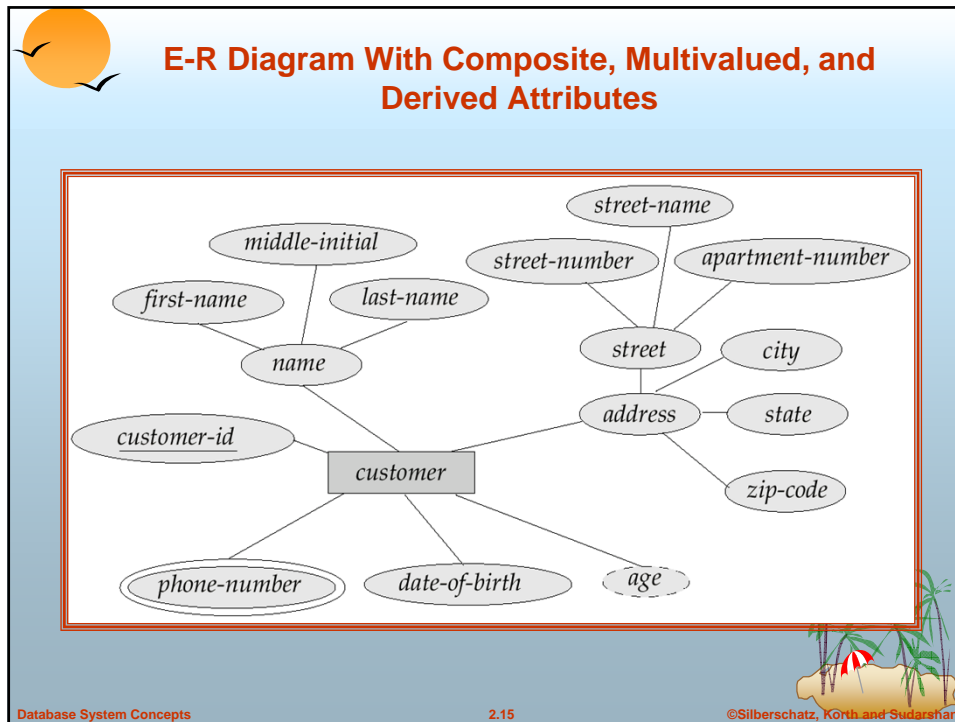 E-R Diagram With Composite, Multivalued, and
Derived Attributes
street-name
middle-initial
street-number
apartment-number
first-name
last-name
street
city
name
address
state
customer-id
customer
zip-code
phone-number
date-of-birth
age
Database System Concepts
2.15
©Silberschatz, Korth and Sudarshan